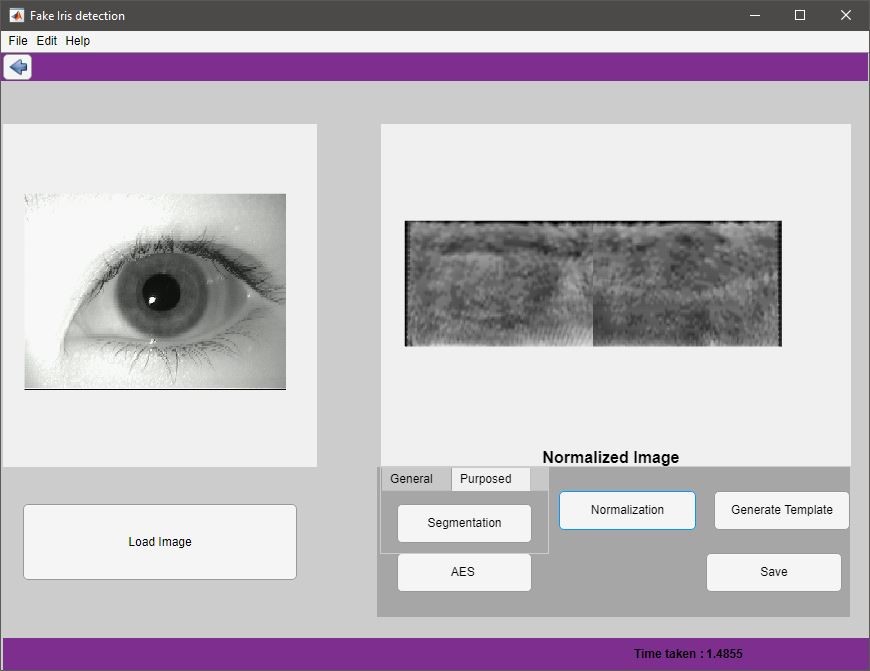 Fake Iris detection
File Edit Help
Normalized Image
General Purposed
Segmentation
Normalization
Generate Template
Load Image
AES
Save
Time taken : 1.4855